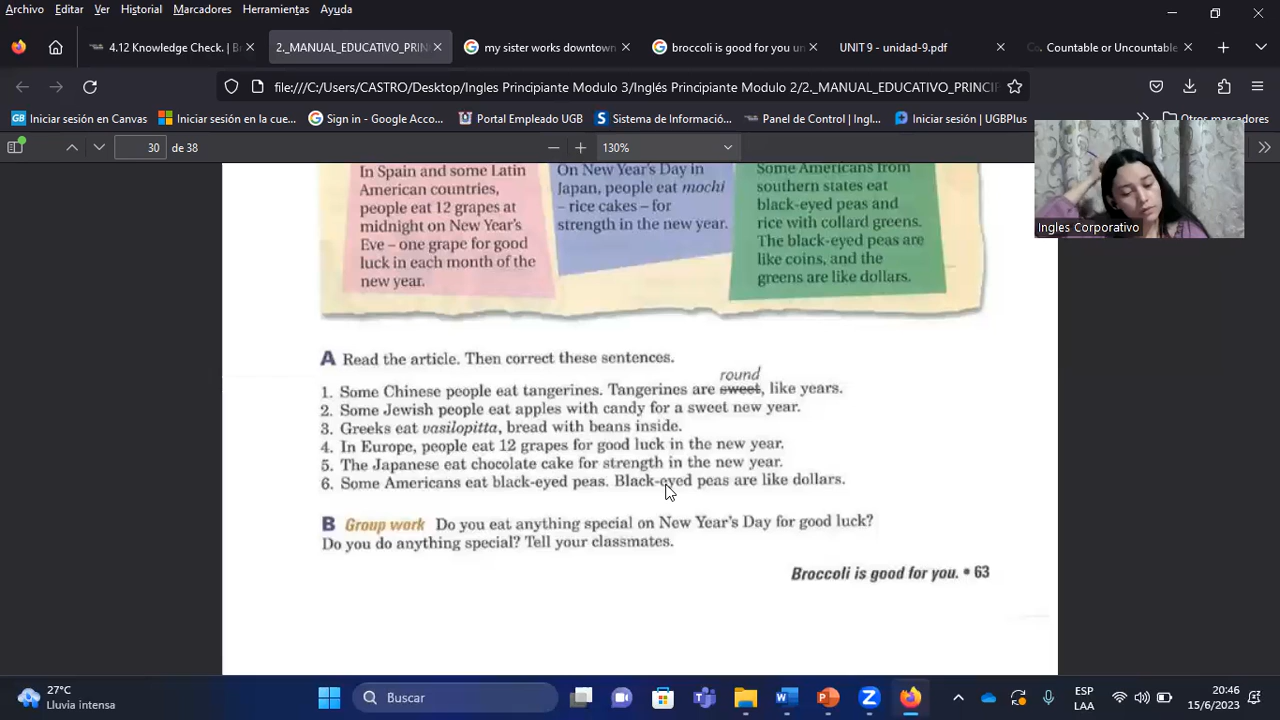 Archivo Editar Ver Historial Marcadores Herramientas Ayuda
4.12 Knowledge Check. | B
2._MANUAL_EDUCATIVO_PRIN
my sister works downtown
broccoli is good for you un
UNIT 9 - unidad-9.pdf
Co. Countable or Uncountable
file:///C:/Users/CASTRO/Desktop/Ingles Principiante Modulo 3/Inglés Principiante Modulo 2/2._MANUAL_EDUCATIVO_PRINCIP
GB Iniciar sesión en Canvas
Iniciar sesión en la cue...
Sign in - Google Acco...
Portal Empleado UGB
Sistema de Informació...
Panel de Control | Ingl...
Iniciar sesión | UGBPlus
Otros marcadores
30 de 38
130%
Ingles Corporativo
In Spain and some Latin
American countries,
people eat 12 grapes at
midnight on New Year's
Eve – one grape for good
luck in each month of the
new year.
On New Year's Day in
Japan, people eat mochi
– rice cakes – for
strength in the new year.
Some Americans from
southern states eat
black-eyed peas and
rice with collard greens.
The black-eyed peas are
like coins, and the
greens are like dollars.
A Read the article. Then correct these sentences.
round
1. Some Chinese people eat tangerines. Tangerines are sweet, like years.
2. Some Jewish people eat apples with candy for a sweet new year.
3. Greeks eat vasilopitta, bread with beans inside.
4. In Europe, people eat 12 grapes for good luck in the new year.
5. The Japanese eat chocolate cake for strength in the new year.
6. Some Americans eat black-eyed peas. Black-eyed peas are like dollars.
B Group work Do you eat anything special on New Year's Day for good luck?
Do you do anything special? Tell your classmates.
Broccoli is good for you. • 63
27°C
Lluvia intensa
Buscar
ESP
LAA
20:46
15/6/2023